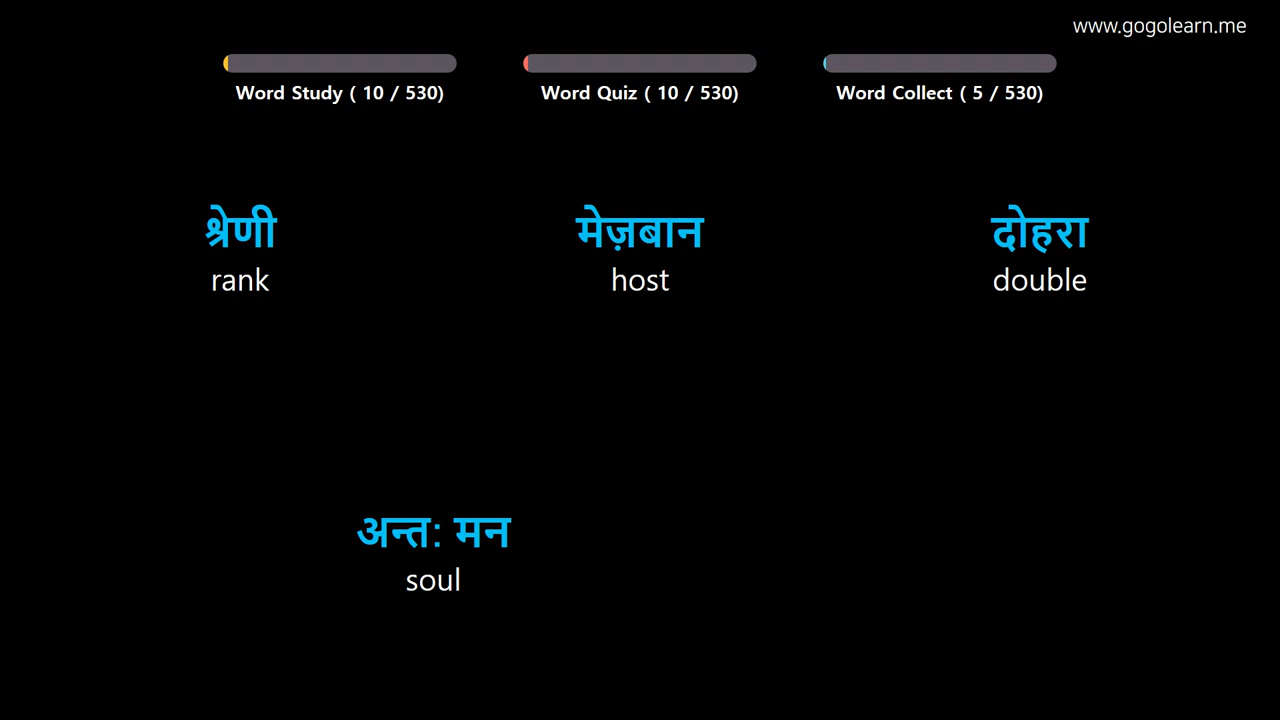 www.gogolearn.me
Word Study ( 10 / 530)
Word Quiz ( 10 / 530)
Word Collect ( 5 / 530)
श्रेणी
rank
मेज़बान
host
दोहरा
double
अन्त: मन
soul